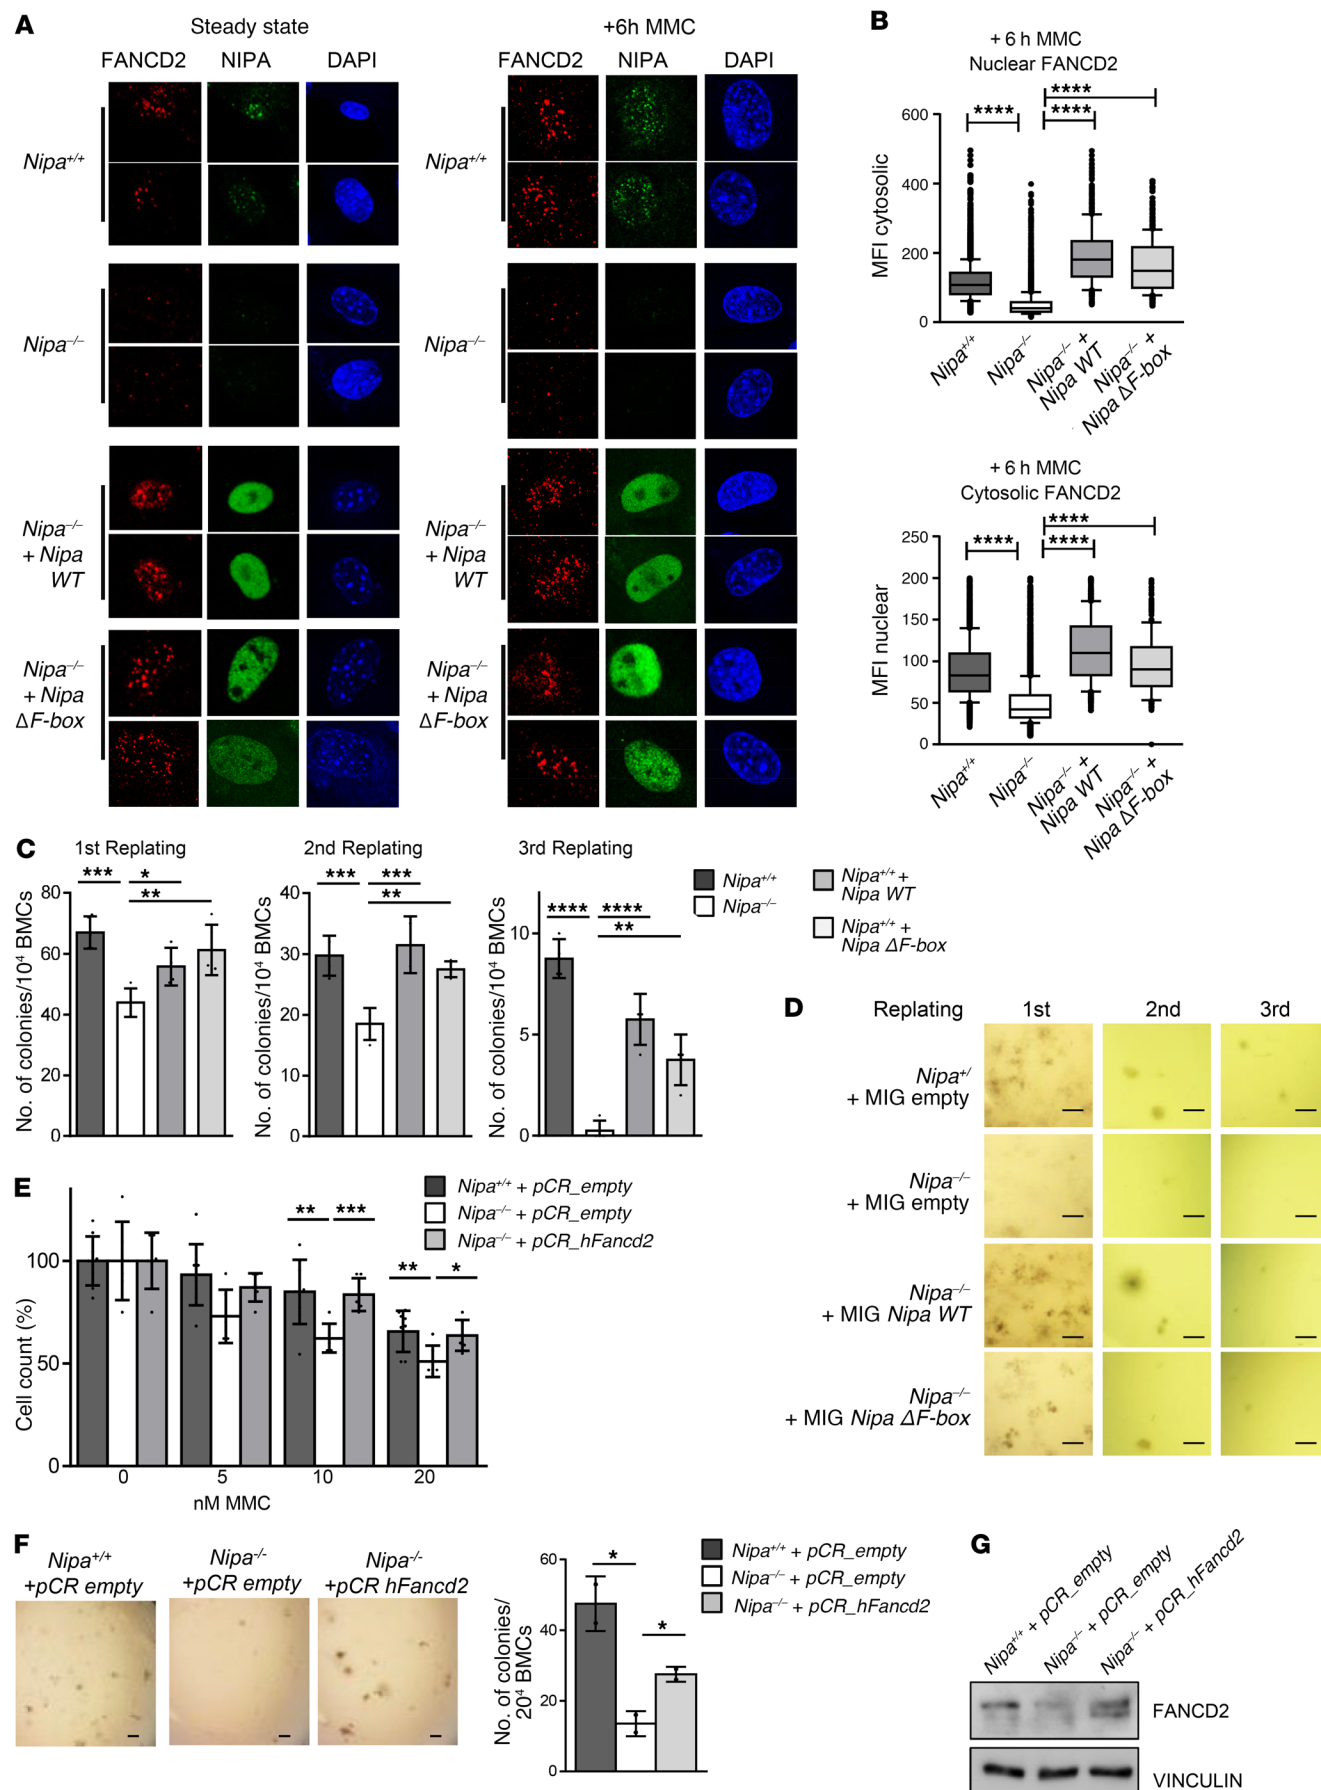 A
Steady state
+6h MMC
FANCD2 NIPA DAPI
FANCD2 NIPA DAPI
Nipa+/+
Nipa+/+
Nipa–/–
Nipa–/–
Nipa–/–
+ Nipa
WT
Nipa–/–
+ Nipa
WT
Nipa–/–
+ Nipa
ΔF-box
Nipa–/–
+ Nipa
ΔF-box
B
+ 6 h MMC
Nuclear FANCD2
****
****
****
MFI cytosolic
600
400
200
0
Nipa+/+
Nipa–/–
Nipa–/– +
Nipa WT
Nipa–/– +
Nipa ΔF-box
+ 6 h MMC
Cytosolic FANCD2
****
****
****
MFI nuclear
250
200
150
100
50
0
Nipa+/+
Nipa–/–
Nipa–/– +
Nipa WT
Nipa–/– +
Nipa ΔF-box
C
1st Replating
*** *
**
No. of colonies/10⁴ BMCs
80
60
40
20
0
2nd Replating
*** ***
**
No. of colonies/10⁴ BMCs
40
30
20
10
0
3rd Replating
**** ****
**
No. of colonies/10⁴ BMCs
10
5
0
Nipa+/+
Nipa–/–
Nipa+/+ +
Nipa WT
Nipa+/+ +
Nipa ΔF-box
D
Replating 1st 2nd 3rd
Nipa+/
+ MIG empty
Nipa–/–
+ MIG empty
Nipa–/–
+ MIG Nipa WT
Nipa–/–
+ MIG Nipa ΔF-box
E
Nipa+/+ + pCR_empty
Nipa–/– + pCR_empty
Nipa–/– + pCR_hFancd2
** ***
** *
Cell count (%)
100
50
0
0 5 10 20
nM MMC
F
Nipa+/+
+pCR empty
Nipa-/-
+pCR empty
Nipa-/-
+pCR hFancd2
*
*
No. of colonies/
20⁴ BMCs
60
40
20
0
Nipa+/+ + pCR_empty
Nipa–/– + pCR_empty
Nipa–/– + pCR_hFancd2
G
Nipa+/+ + pCR_empty
Nipa–/– + pCR_empty
Nipa–/– + pCR_hFancd2
FANCD2
VINCULIN